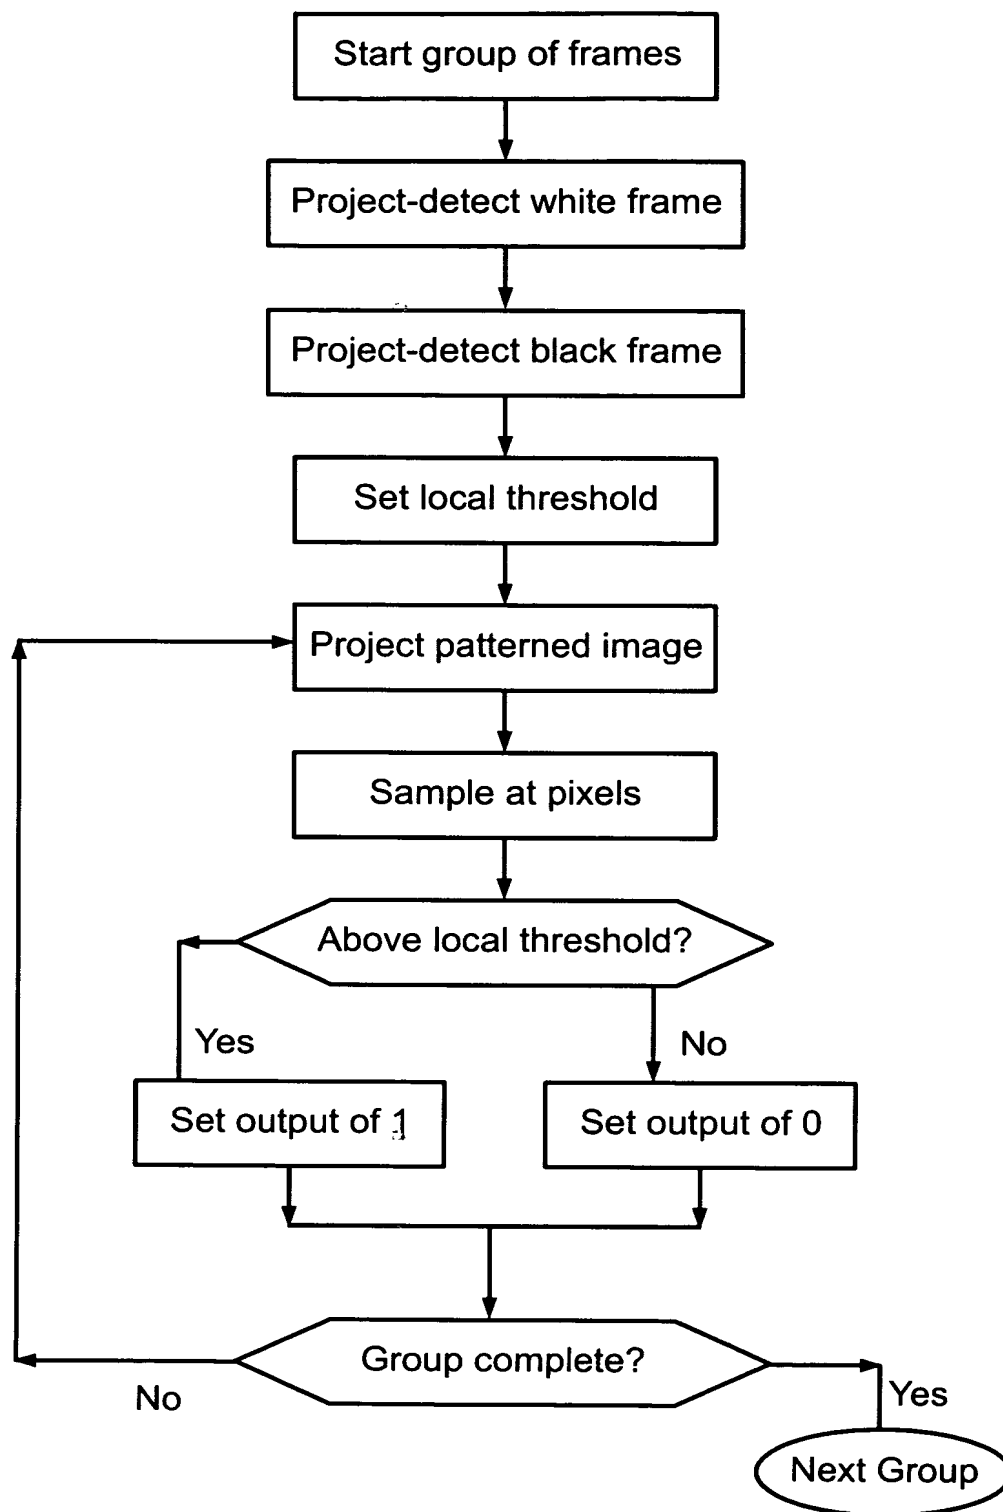 Start group of frames
Project-detect white frame
Project-detect black frame
Set local threshold
Project patterned image
Sample at pixels
Above local threshold?
Yes
No
Set output of 1
Set output of 0
Group complete?
No
Yes
Next Group